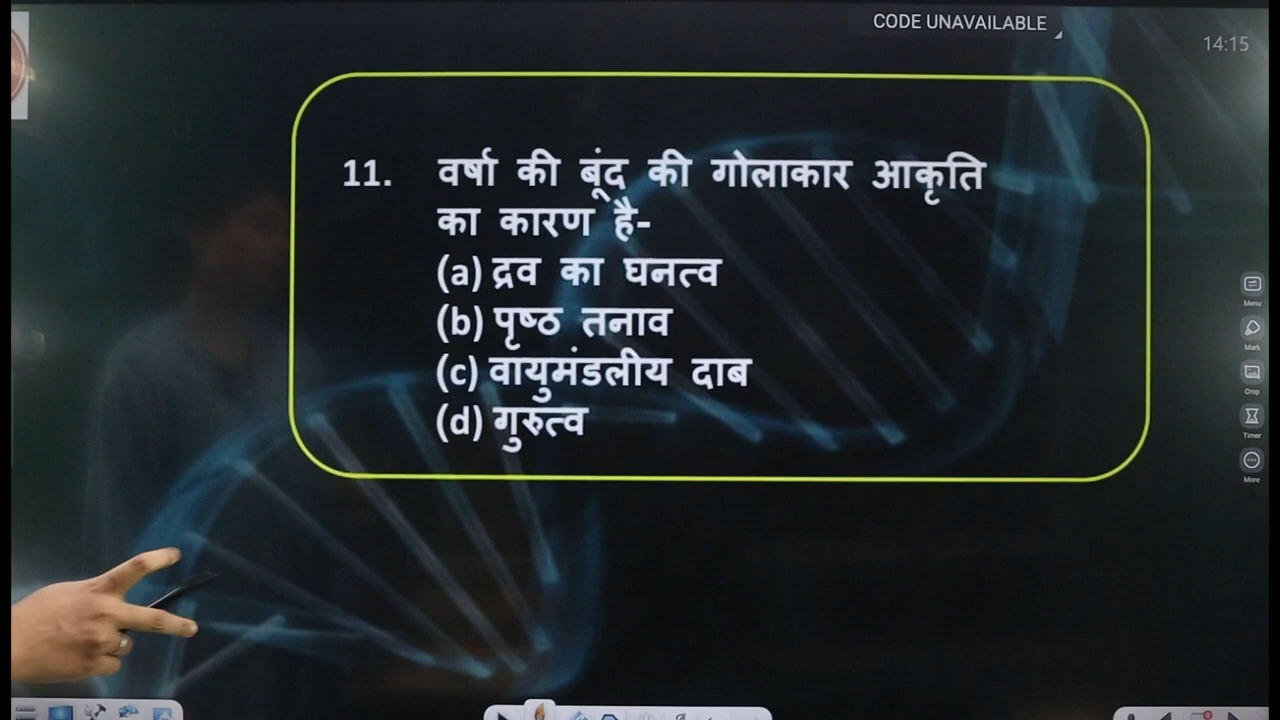 CODE UNAVAILABLE
14:15
11. वर्षा की बूंद की गोलाकार आकृति
का कारण है-
(a) द्रव का घनत्व
(b) पृष्ठ तनाव
(c) वायुमंडलीय दाब
(d) गुरुत्व
Menu
Mark
Crop
Timer
More